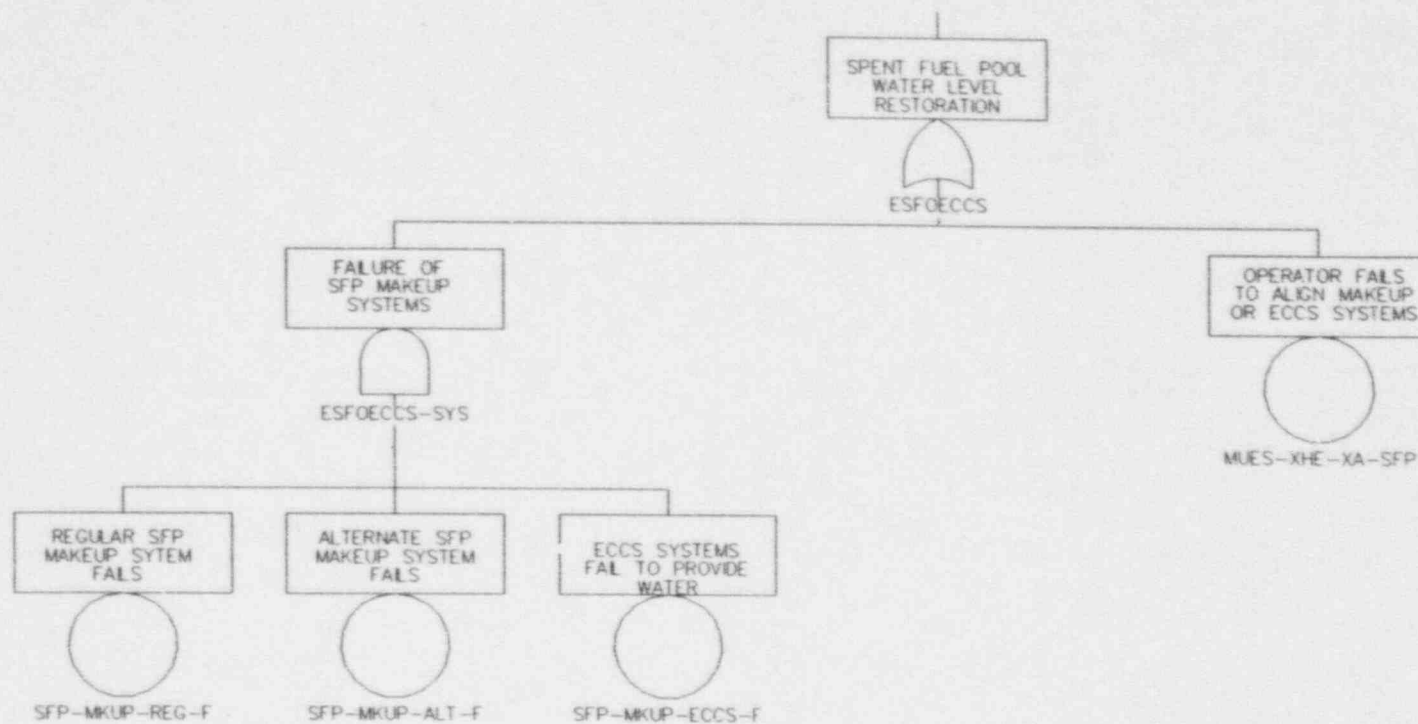 SPENT FUEL POOL
WATER LEVEL
RESTORATION
ESFOECCS
FAILURE OF
SFP MAKEUP
SYSTEMS
OPERATOR FAILS
TO ALIGN MAKEUP
OR ECCS SYSTEMS
ESFOECCS-SYS
MUES-XHE-XA-SFP
REGULAR SFP
MAKEUP SYTEM
FAILS
ALTERNATE SFP
MAKEUP SYSTEM
FAILS
ECCS SYSTEMS
FAIL TO PROVIDE
WATER
SFP-MKUP-REG-F
SFP-MKUP-ALT-F
SFP-MKUP-ECCS-F